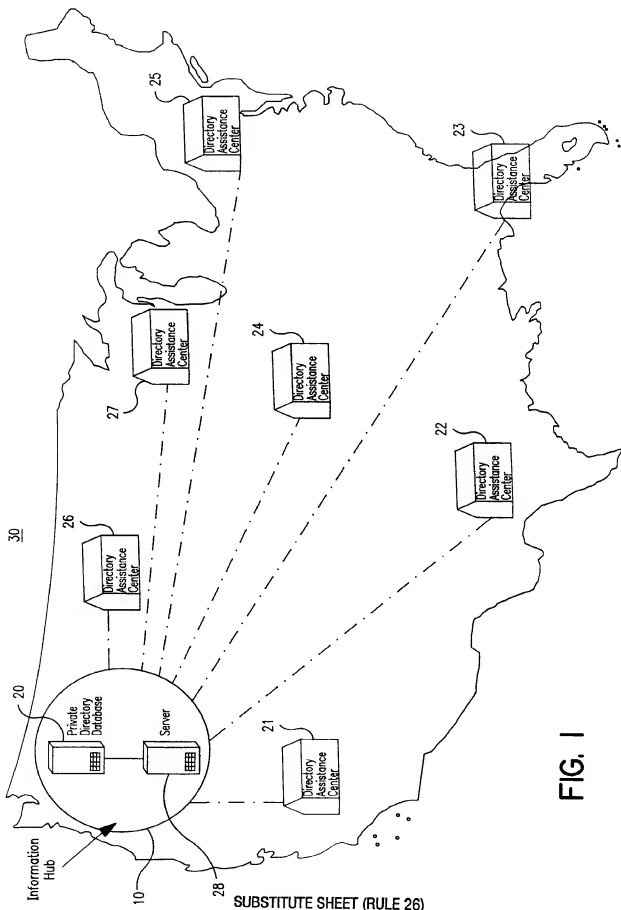 30
20
Private
Directory
Database
Server
Information
Hub
10
28
26
Directory
Assistance
Center
27
Directory
Assistance
Center
25
Directory
Assistance
Center
24
Directory
Assistance
Center
23
Directory
Assistance
Center
22
Directory
Assistance
Center
21
Directory
Assistance
Center
FIG. 1
SUBSTITUTE SHEET (RULE 26)